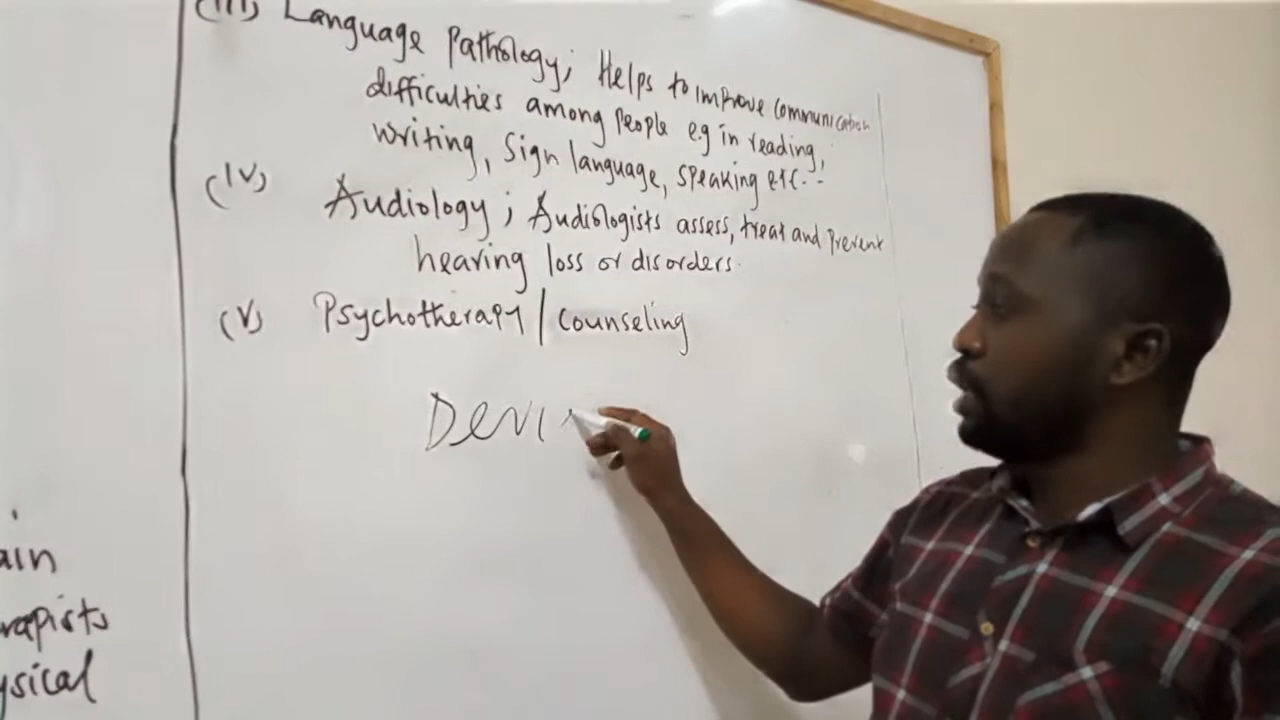 (iii) Language Pathology; Helps to improve communication
difficulties among people e.g in reading,
writing, Sign language, speaking etc...
(iv) Audiology; Audiologists assess, treat and prevent
hearing loss or disorders.
(v) Psychotherapy/counseling
Devi
ain
rapists
ysical